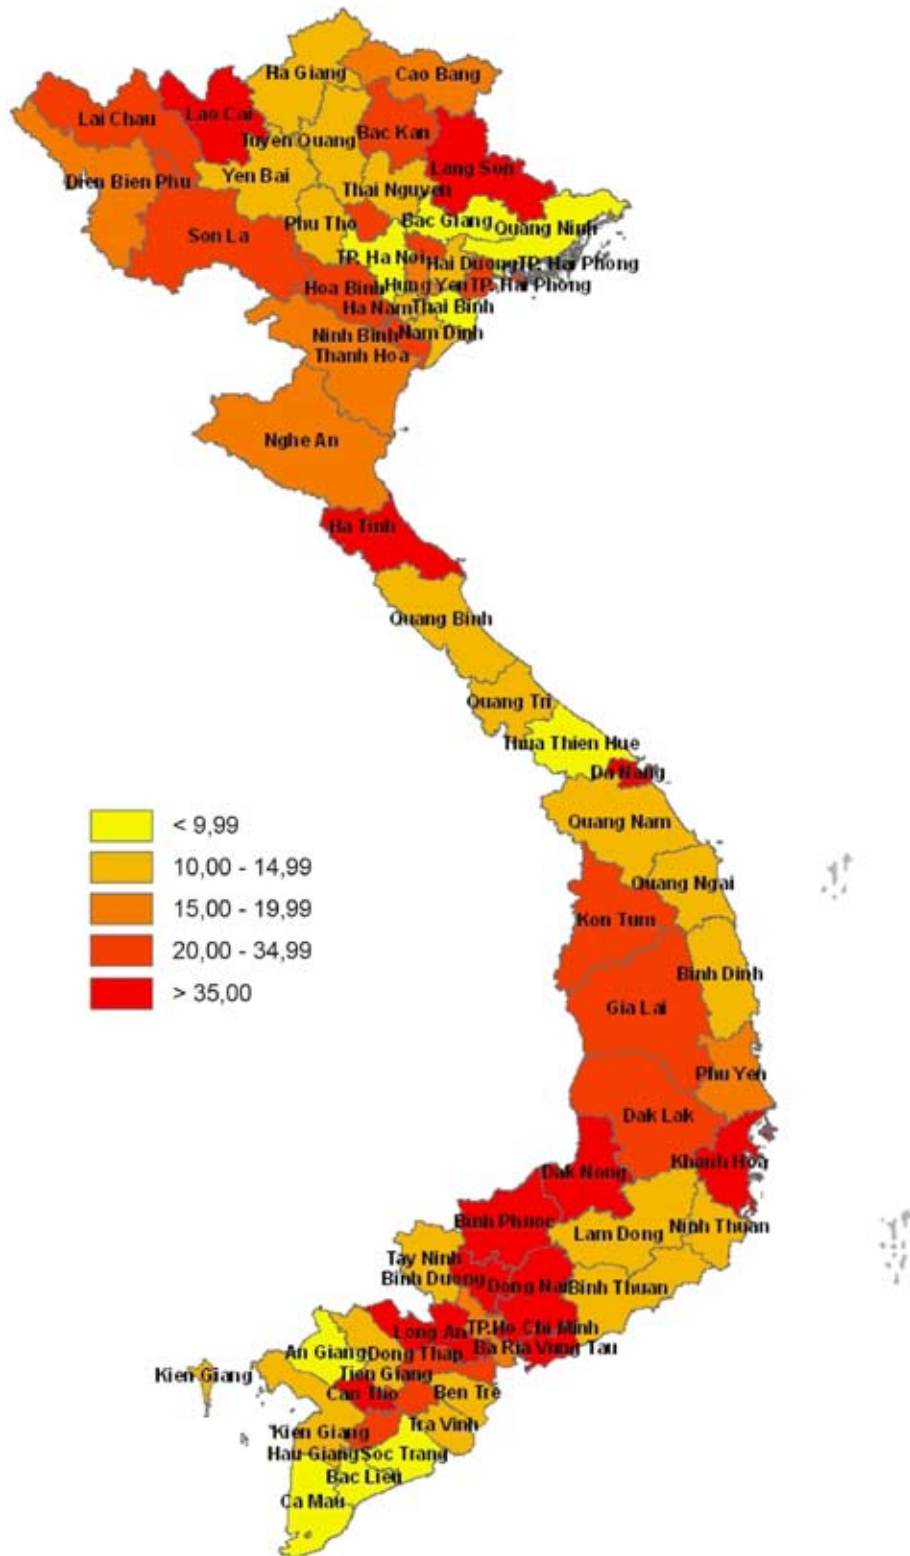 Ha Giang
Cao Bang
Lai Chau
Lao Cai
Bac Kan
Tuyen Quang
Lang Son
Yen Bai
Dien Bien Phu
Thai Nguyen
Phu Tho
Bac Giang
Quang Ninh
Son La
TP. Ha Noi
Hai Duong
TP. Hai Phong
Hoa Binh
Hung Yen
TP. Hai Phong
Ha Nam
Thai Binh
Ninh Binh
Nam Dinh
Thanh Hoa
Nghe An
Ha Tinh
Quang Binh
Quang Tri
Thua Thien Hue
Da Nang
Quang Nam
Quang Ngai
Kon Tum
Binh Dinh
Gia Lai
Phu Yen
Dak Lak
Khanh Hoa
Dak Nong
Binh Phuoc
Lam Dong
Ninh Thuan
Tay Ninh
Binh Duong
Dong Nai
Binh Thuan
Long An
TP.Ho Chi Minh
An Giang
Dong Thap
Ba Ria Vung Tau
Kien Giang
Tien Giang
Can Tho
Ben Tre
Kien Giang
Tra Vinh
Hau Giang
Soc Trang
Bac Lieu
Ca Mau
< 9,99
10,00 - 14,99
15,00 - 19,99
20,00 - 34,99
> 35,00